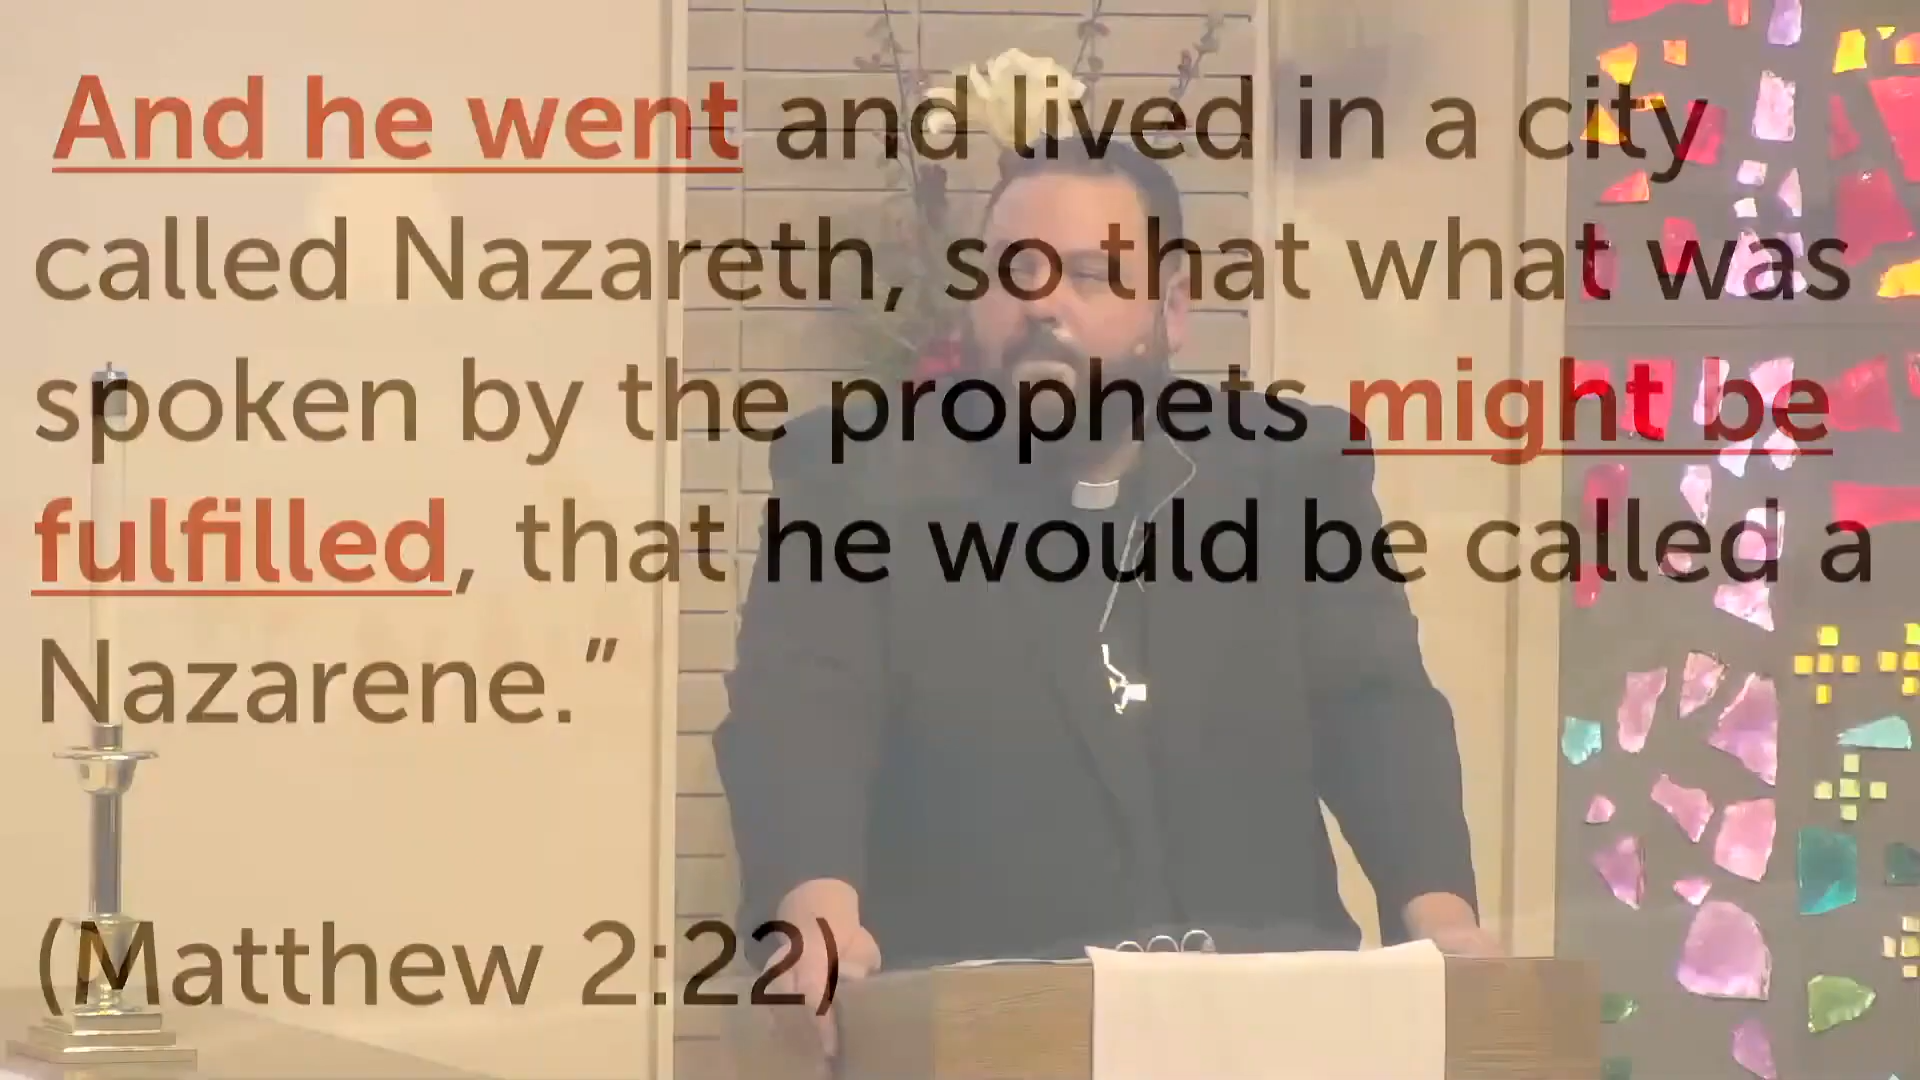 And he went and lived in a city
called Nazareth, so that what was
spoken by the prophets might be
fulfilled, that he would be called a
Nazarene.”
(Matthew 2:22)